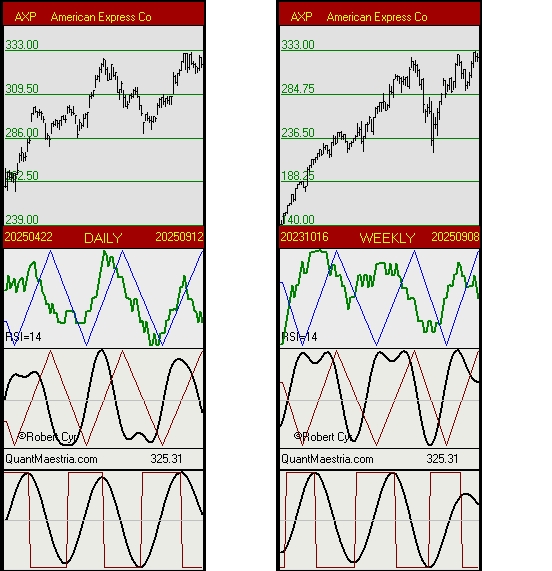 AXP American Express Co
333.00
309.50
286.00
262.50
239.00
20250422 DAILY 20250912
RSI=14
©Robert Cyr
QuantMaestria.com 325.31
AXP American Express Co
333.00
284.75
236.50
188.25
140.00
20231016 WEEKLY 20250908
RSI=14
©Robert Cyr
QuantMaestria.com 325.31